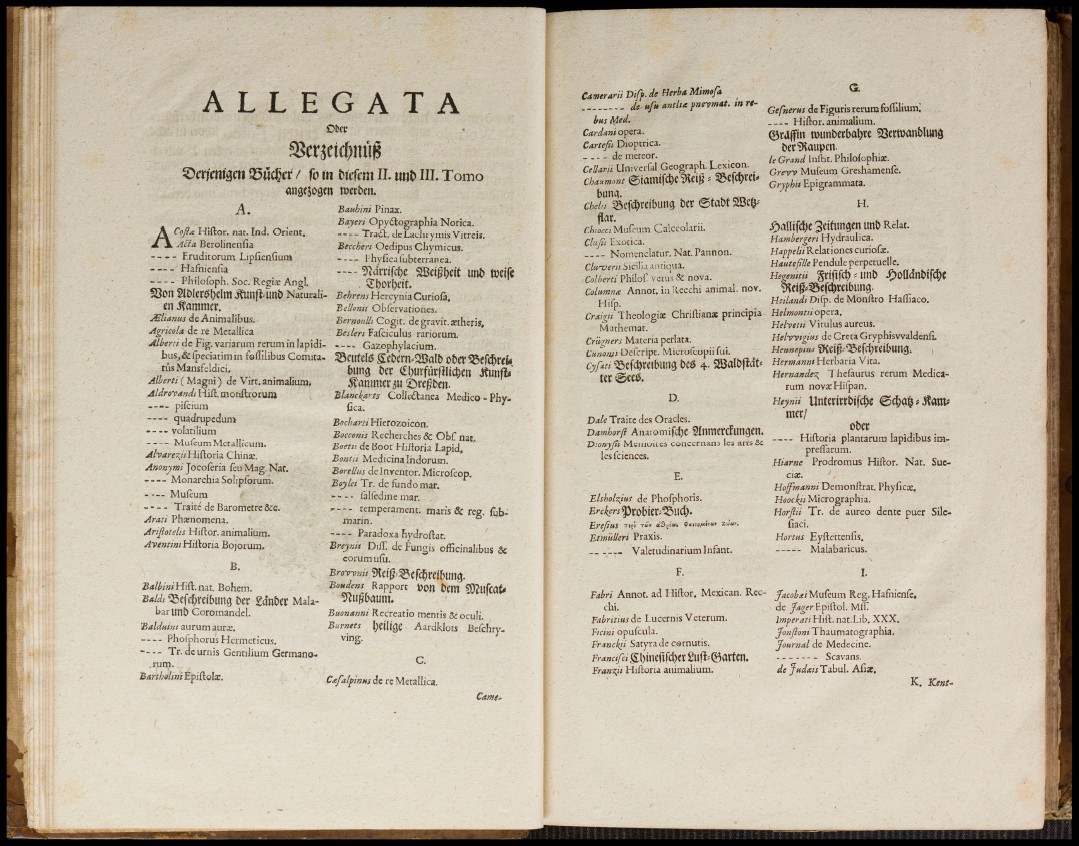 ALLEGATA
Oder
Verzeichnüß
Derjenigen Bücher / so in diesem II. und III. Tomo
angezogen werden.
A.
ACosta Histor. nat. Ind. Orient.
Acta Berolinensia
---- Eruditorum Lipsiensium
---- Hafniensia
---- Philosoph. Soc. Regiæ Angl.
Von Adlershelm Kunst-und Naturali-
en Kammer.
Ælianus de Animalibus.
Agricola de re Metallica
Alberti de Fig. variarum rerum in lapidi-
bus, & speciatim in fossilibus Comita-
tûs Mansfeldici.
Alberti (Magni) de Virt. animalium.
Aldrovandi Hist. monstrorum
---- piscium
---- quadrupedum
---- volatilium
---- Museum Metallicum.
Alvarezii Historia Chinæ.
Anonymi Jocoseria seu Mag. Nat.
---- Monarchia Solipsorum.
---- Museum
---- Traité de Barometre &c.
Arati Phænomena.
Aristotelis Histor. animalium.
Aventini Historia Bojorum.
B.
Balbini Hist. nat. Bohem.
Baldi Beschreibung der Länder Mala-
bar und Coromandel.
Balduini aurum auræ.
---- Phosphorus Hermeticus.
---- Tr. de urnis Gentilium Germano-
rum.
Bartholini Epistolæ.
Bauhini Pinax.
Bayeri Opyctographia Norica.
---- Tract. de Lachrymis Vitreis.
Beccheri Oedipus Chymicus.
---- Physica subterranea.
---- Närrische Weißheit und weise
Thorheit.
Behrens Hercynia Curiosa.
Bellonii Observationes.
Bernoulli Cogit. de gravit. ætheris.
Besleri Fasciculus rariorum.
---- Gazophylacium.
Beutels Cedern-Wald oder Beschrei-
bung der Churfürstlichen Kunst-
Kammer zu Dreßden.
Blanckarts Collectanea Medico-Phy-
sica.
Bocharti Hierozoicon.
Bocconis Recherches & Obs. nat.
Boetii de Boot Historia Lapid.
Bontii Medicina Indorum.
Borellus de Inventor. Microscop.
Boylei Tr. de fundo mar.
---- salsedine mar.
---- temperament. maris & reg. sub-
marin.
---- Paradoxa hydrostat.
Breynii Diss. de Fungis officinalibus &
eorum usu.
Brovvnii Reiß-Beschreibung.
Boudens Rapport von dem Muscat-
Nußbaum.
Buonanni Recreatio mentis & oculi.
Burnets heilige Aardklots Beschry-
ving.
C.
Cæsalpinus de re Metallica.
Came-
Camerarii Disp. de Herba Mimosa
-------- de usu antliæ pnevmat. in re-
bus Med.
Cardani opera.
Cartesii Dioptrica.
---- de meteor.
Cellarii Universal Geograph. Lexicon.
Chaumont Siamische Reiß-Beschrei-
bung.
Chelii Beschreibung der Stadt Wetz-
flar.
Chiocci Museum Calceolarii.
Clusii Exotica.
---- Nomenclatur. Nat. Pannon.
Cluverii Sicilia antiqua.
Colberti Philos. vetus & nova.
Columnæ Annot. in Recchi animal. nov.
Hisp.
Craigii Theologiæ Christianæ principia
Mathemat.
Crügners Materia perlata.
Cunonis Descript. Microscopii sui.
Cysati Beschreibung des 4. Waldstät-
ter Sees.
D.
Dale Traite des Oracles.
Damhorst Anatomische Anmerckungen.
Dionysii Memoires concernans les arts &
les sciences.
E.
Elsholzius de Phosphoris.
Erckers Probier-Buch.
Eresius
Etmülleri Praxis.
-- ---- Valetudinarium Infant.
F.
Fabri Annot. ad Histor. Mexican. Rec-
chi.
Fabritius de Lucernis Veterum.
Ficini opuscula.
Franckii Satyra de cornutis.
Francisci Chinesischer Lust-Garten.
Franzii Historia animalium.
G.
Gesnerus de Figuris rerum fossilium.
---- Histor. animalium.
Gräffin wunderbahre Verwandlung
der Raupen.
le Grand Instit. Philosophiæ.
Grevv Museum Greshamense.
Gryphii Epigrammata.
H.
Hallische Zeitungen und Relat.
Hambergeri Hydraulica.
Happelii Relationes curiosæ.
Hautefille Pendule perpetuelle.
Hegenitii Frisisch- und Holländische
Reiß-Beschreibung.
Heilandi Disp. de Monstro Hassiaco.
Helmontii opera.
Helvetii Vitulus aureus.
Helvvigius de Creta Gryphisvvaldensi.
Hennepins Reiß-Beschreibung.
Hermanni Herbaria Viva.
Hernandez Thesaurus rerum Medica-
rum novæ Hispan.
Heynii Unterirrdische Schatz-Kam-
mer/
oder
---- Historia plantarum lapidibus im-
pressarum.
Hiarne Prodromus Histor. Nat. Sue-
ciæ.
Hoffmanni Demonstrat. Physicæ.
Hoockii Micrographia.
Horstii Tr. de aureo dente puer Sile-
siaci.
Hortus Eystettensis.
----- Malabaricus.
I.
Jacobæi Museum Reg. Hafniense.
de Jager Epistol. Mss.
Imperati Hist. nat. Lib. XXX.
Jonstoni Thaumatographia.
Journal de Medecine.
------- Scavans.
de Judæis Tabul. Asiæ.
K. Kent-